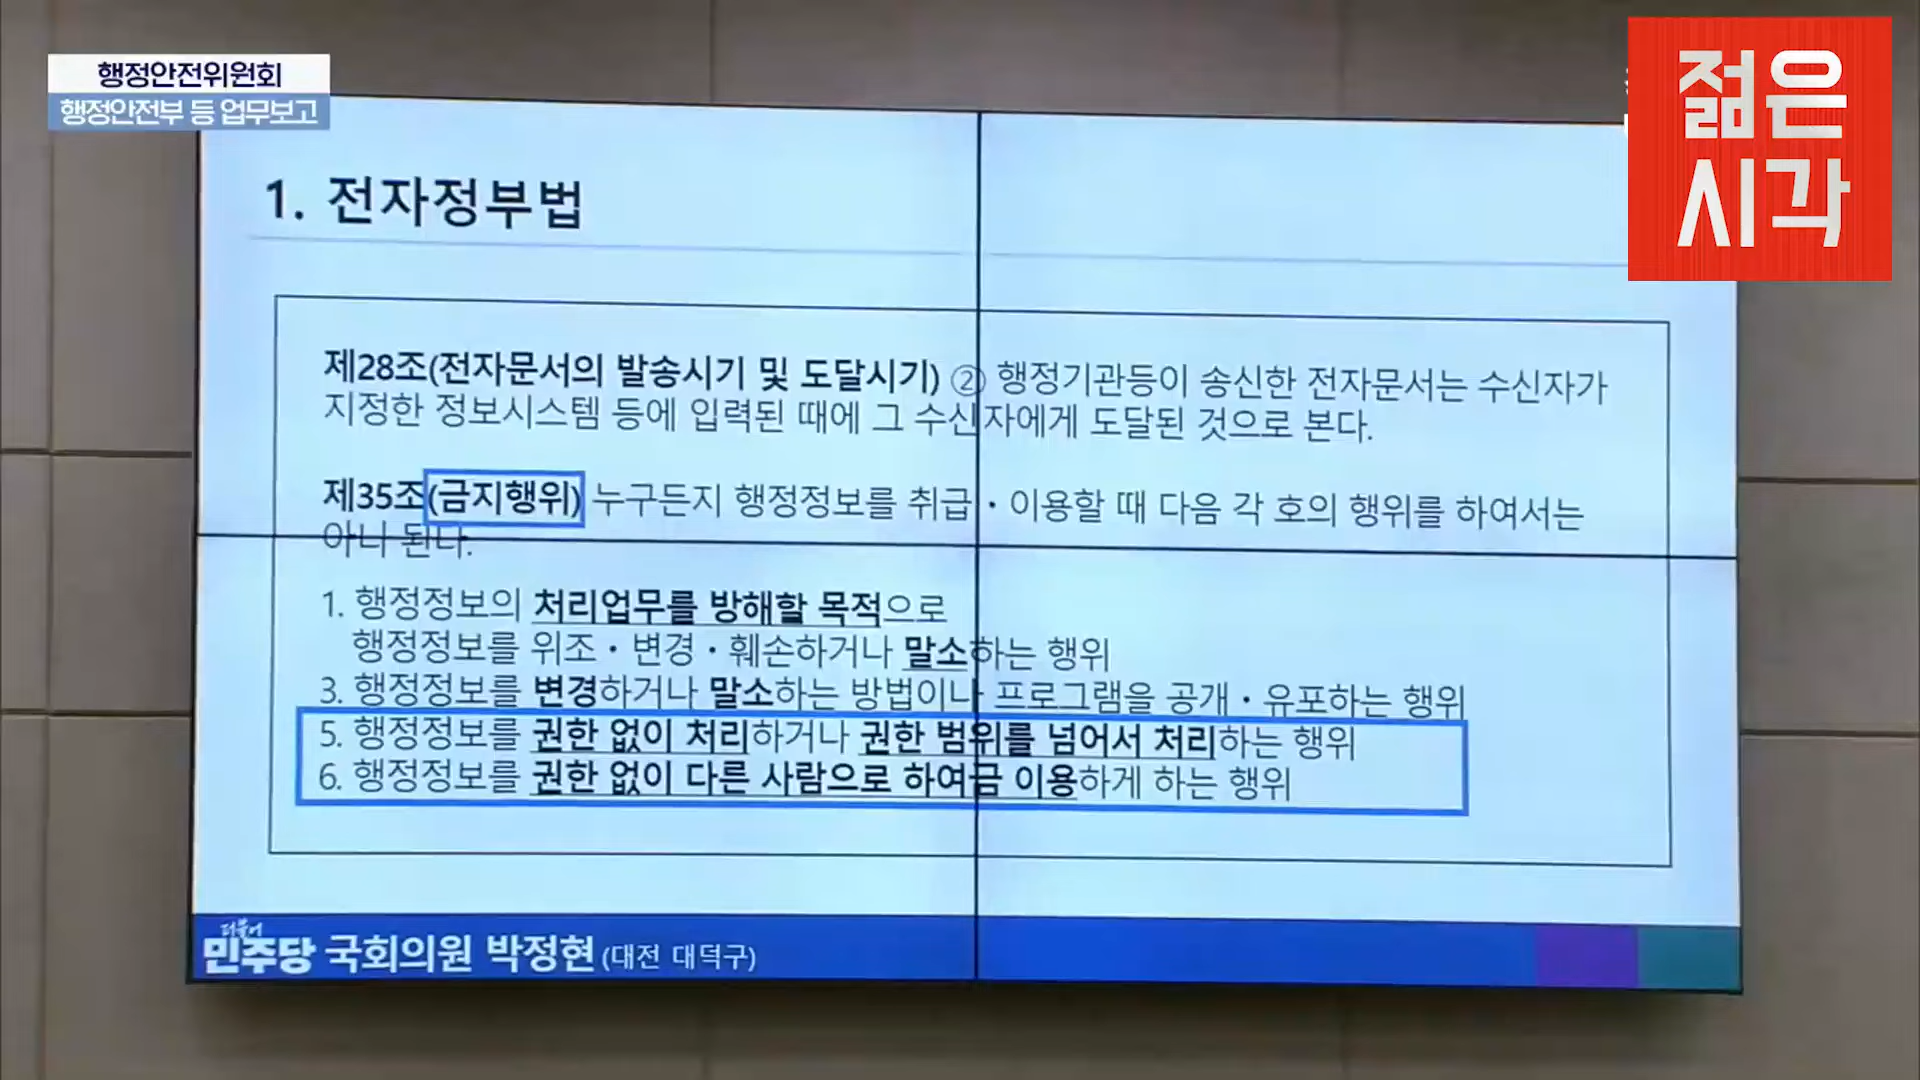 행정안전위원회
행정안전부 등 업무보고
젊은
시각
1. 전자정부법
제28조(전자문서의 발송시기 및 도달시기) ② 행정기관등이 송신한 전자문서는 수신자가
지정한 정보시스템 등에 입력된 때에 그 수신자에게 도달된 것으로 본다.
제35조(금지행위) 누구든지 행정정보를 취급・이용할 때 다음 각 호의 행위를 하여서는
아니 된다.
1. 행정정보의 처리업무를 방해할 목적으로
행정정보를 위조・변경・훼손하거나 말소하는 행위
3. 행정정보를 변경하거나 말소하는 방법이나 프로그램을 공개・유포하는 행위
5. 행정정보를 권한 없이 처리하거나 권한 범위를 넘어서 처리하는 행위
6. 행정정보를 권한 없이 다른 사람으로 하여금 이용하게 하는 행위
더불어
민주당 국회의원 박정현 (대전 대덕구)